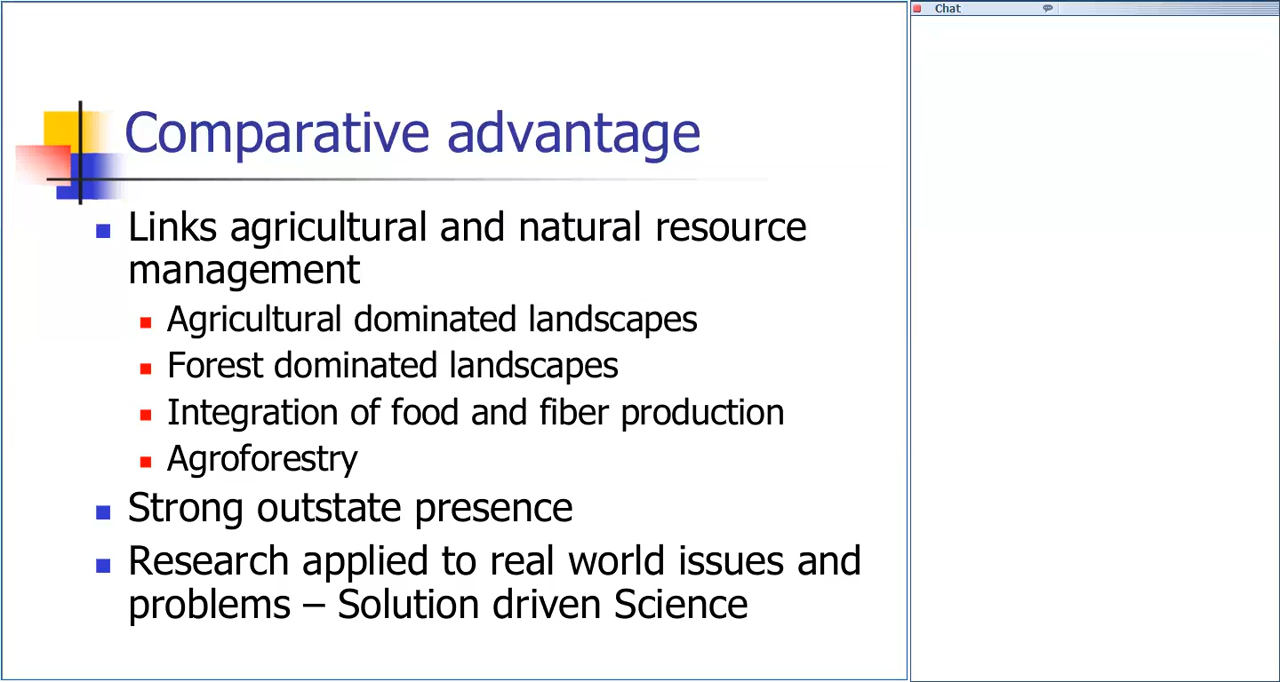 Chat
Comparative advantage
Links agricultural and natural resource
management
Agricultural dominated landscapes
Forest dominated landscapes
Integration of food and fiber production
Agroforestry
Strong outstate presence
Research applied to real world issues and
problems – Solution driven Science